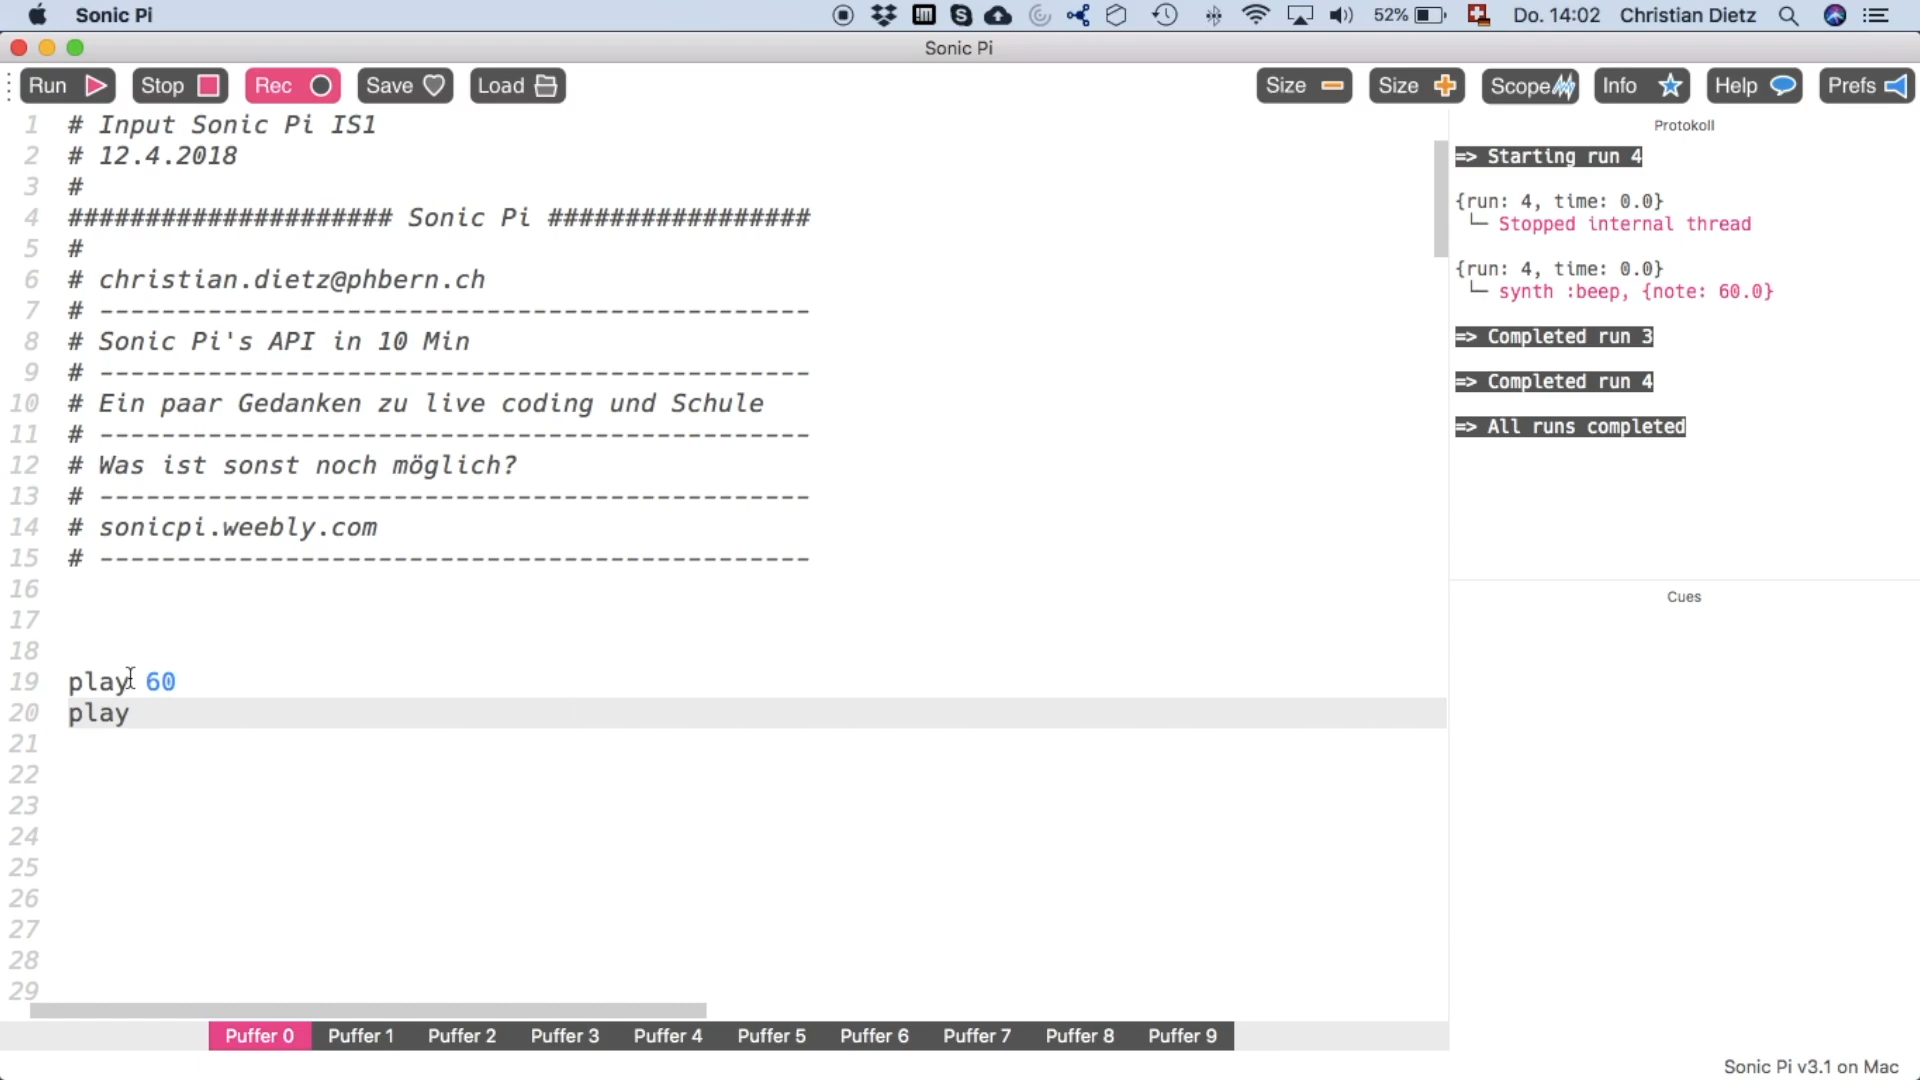 Sonic Pi
52%
Do. 14:02
Christian Dietz
Sonic Pi
Run
Stop
Rec
Save
Load
Size
Size
Scope
Info
Help
Prefs
1 # Input Sonic Pi IS1
2 # 12.4.2018
3 #
4 ##################### Sonic Pi #################
5 #
6 # christian.dietz@phbern.ch
7 # ----------------------------------------------
8 # Sonic Pi's API in 10 Min
9 # ----------------------------------------------
10 # Ein paar Gedanken zu live coding und Schule
11 # ----------------------------------------------
12 # Was ist sonst noch möglich?
13 # ----------------------------------------------
14 # sonicpi.weebly.com
15 # ----------------------------------------------
16
17
18
19 play 60
20 play
21
22
23
24
25
26
27
28
29
Protokoll
=> Starting run 4
{run: 4, time: 0.0}
└─ Stopped internal thread
{run: 4, time: 0.0}
└─ synth :beep, {note: 60.0}
=> Completed run 3
=> Completed run 4
=> All runs completed
Cues
Puffer 0
Puffer 1
Puffer 2
Puffer 3
Puffer 4
Puffer 5
Puffer 6
Puffer 7
Puffer 8
Puffer 9
Sonic Pi v3.1 on Mac